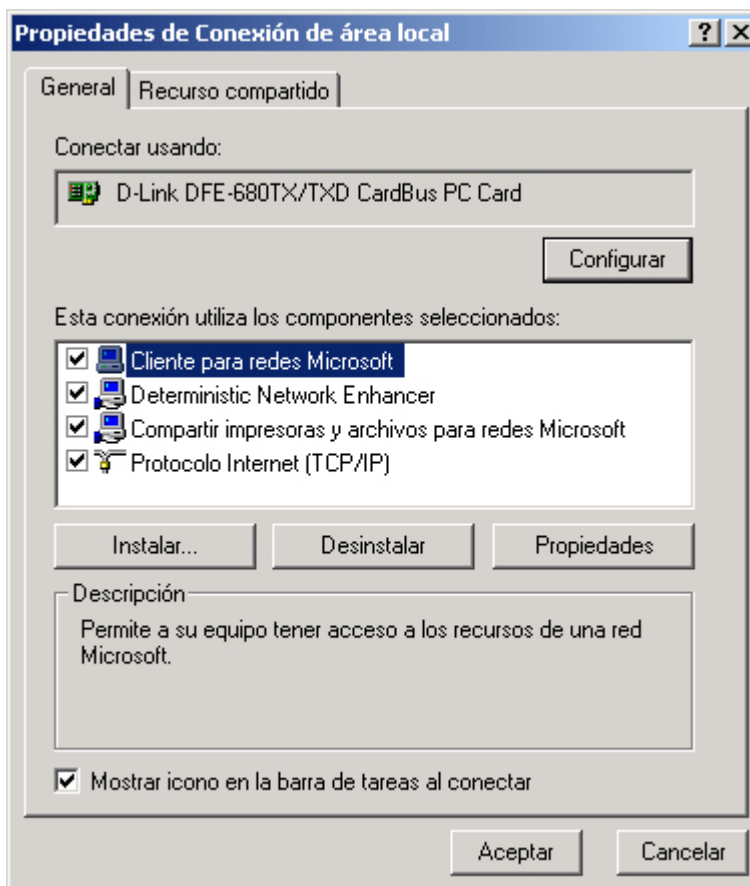 Propiedades de Conexión de área local
General
Recurso compartido
Conectar usando:
D-Link DFE-680TX/TXD CardBus PC Card
Configurar
Esta conexión utiliza los componentes seleccionados:
Cliente para redes Microsoft
Deterministic Network Enhancer
Compartir impresoras y archivos para redes Microsoft
Protocolo Internet (TCP/IP)
Instalar...
Desinstalar
Propiedades
Descripción
Permite a su equipo tener acceso a los recursos de una red
Microsoft.
Mostrar icono en la barra de tareas al conectar
Aceptar
Cancelar